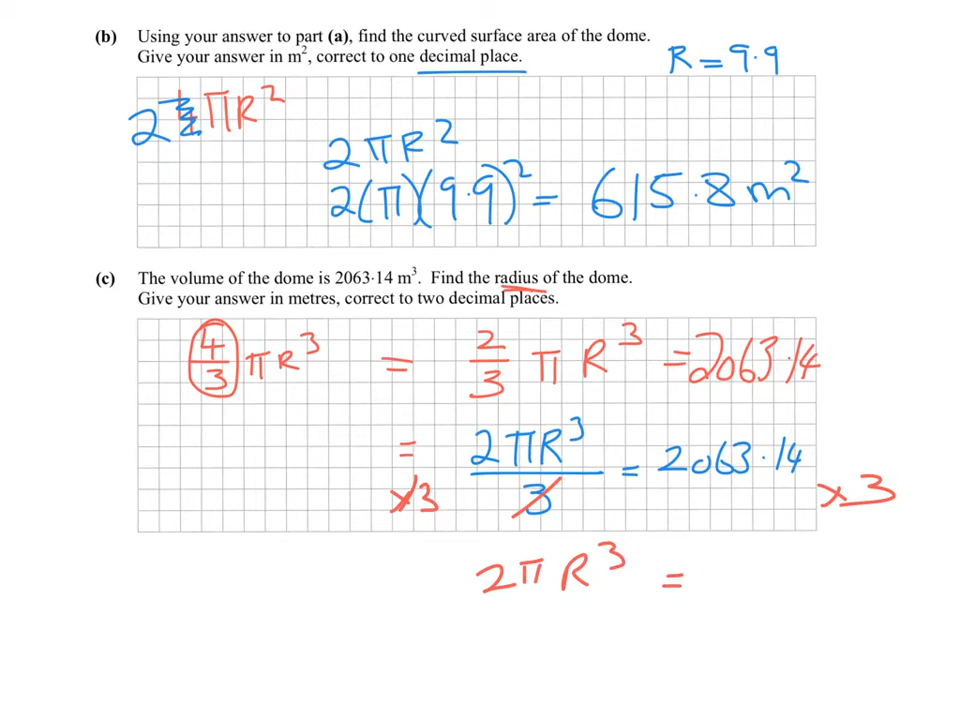 (b) Using your answer to part (a), find the curved surface area of the dome.
Give your answer in m², correct to one decimal place.
R = 9.9
2 πR²
2πR²
2(π)(9.9)² = 615.8m²
(c) The volume of the dome is 2063·14 m³. Find the radius of the dome.
Give your answer in metres, correct to two decimal places.
4/3 πR³ = 2/3 πR³ = 2063.14
= 2πR³/3 = 2063.14
×3 ×3
2πR³ =